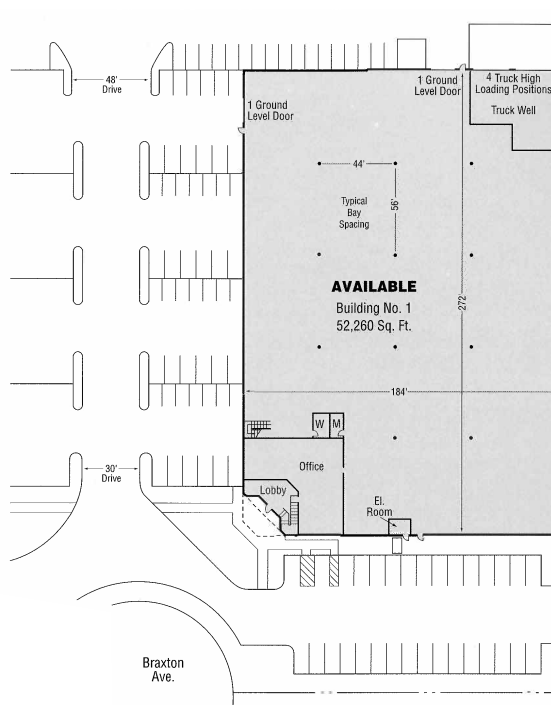 48'
Drive
1 Ground
Level Door
1 Ground
Level Door
4 Truck High
Loading Positions
Truck Well
44'
56'
Typical
Bay
Spacing
AVAILABLE
Building No. 1
52,260 Sq. Ft.
272'
184'
W M
Office
Lobby
El.
Room
30'
Drive
Braxton
Ave.